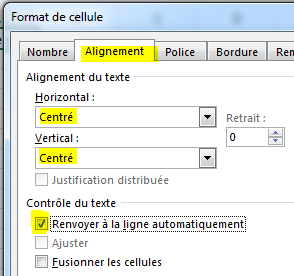 Format de cellule
Nombre Alignement Police Bordure Rem
Alignement du texte
Horizontal :
Centré
Retrait :
Vertical :
0
Centré
Justification distribuée
Contrôle du texte
Renvoyer à la ligne automatiquement
Ajuster
Fusionner les cellules